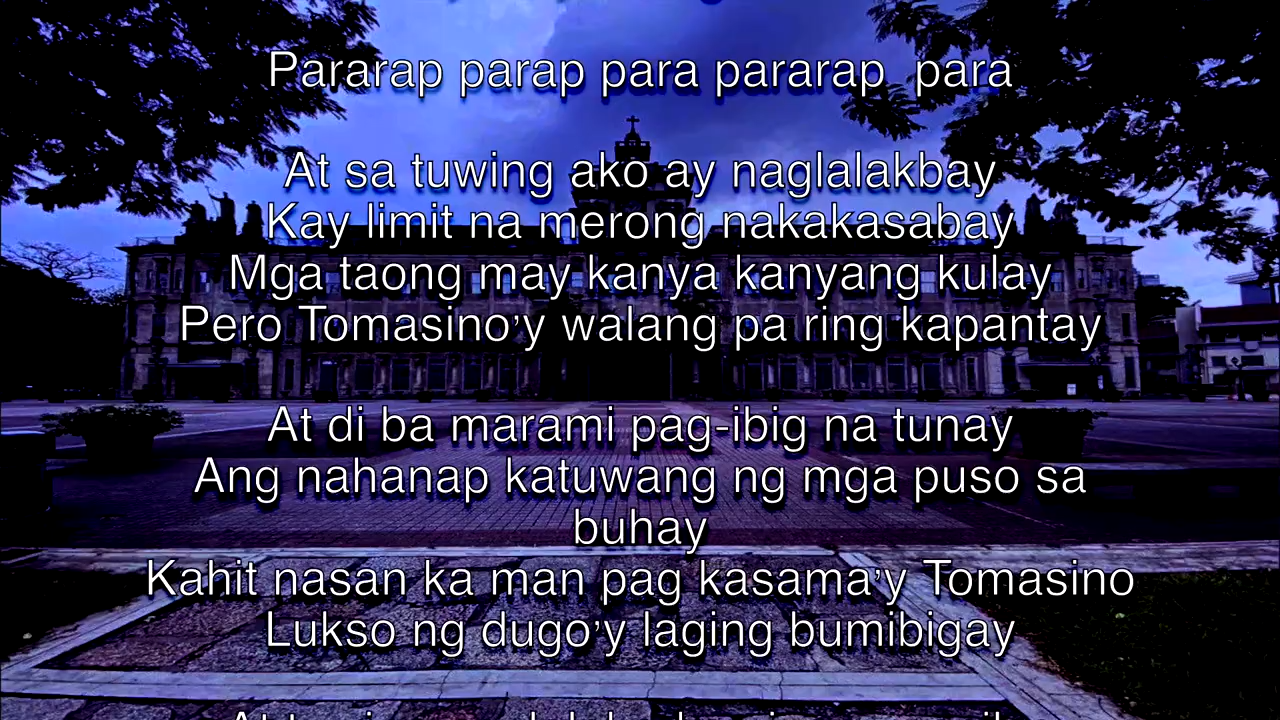 Pararap parap para pararap para
At sa tuwing ako ay naglalakbay
Kay limit na merong nakakasabay
Mga taong may kanya kanyang kulay
Pero Tomasino’y walang pa ring kapantay
At di ba marami pag-ibig na tunay
Ang nahanap katuwang ng mga puso sa
buhay
Kahit nasan ka man pag kasama’y Tomasino
Lukso ng dugo’y laging bumibigay